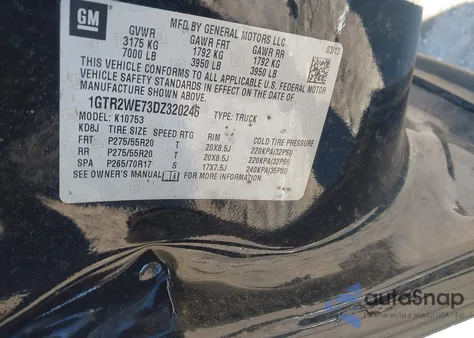 GM
MFD BY GENERAL MOTORS LLC
03/13
GVWR GAWR FRT GAWR RR
3175 KG 1792 KG 1792 KG
7000 LB 3950 LB 3950 LB
THIS VEHICLE CONFORMS TO ALL APPLICABLE U.S. FEDERAL MOTOR
VEHICLE SAFETY STANDARDS IN EFFECT ON THE DATE OF
MANUFACTURE SHOWN ABOVE.
1GTR2WE73DZ320246 TYPE: TRUCK
MODEL: K10753
KDBJ TIRE SIZE SPEED RTG RIM COLD TIRE PRESSURE
FRT P275/55R20 T 20X8.5J 220KPA(32PSI)
RR P275/55R20 T 20X8.5J 220KPA(32PSI)
SPA P265/70R17 S 17X7.5J 240KPA(35PSI)
SEE OWNER'S MANUAL FOR MORE INFORMATION
autoSnap